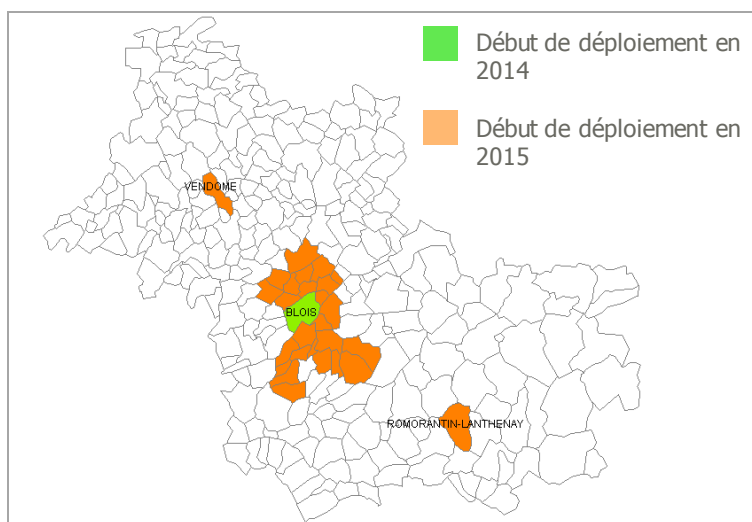 Début de déploiement en
2014
Début de déploiement en
2015
VENDOME
BLOIS
ROMORANTIN-LANTHENAY